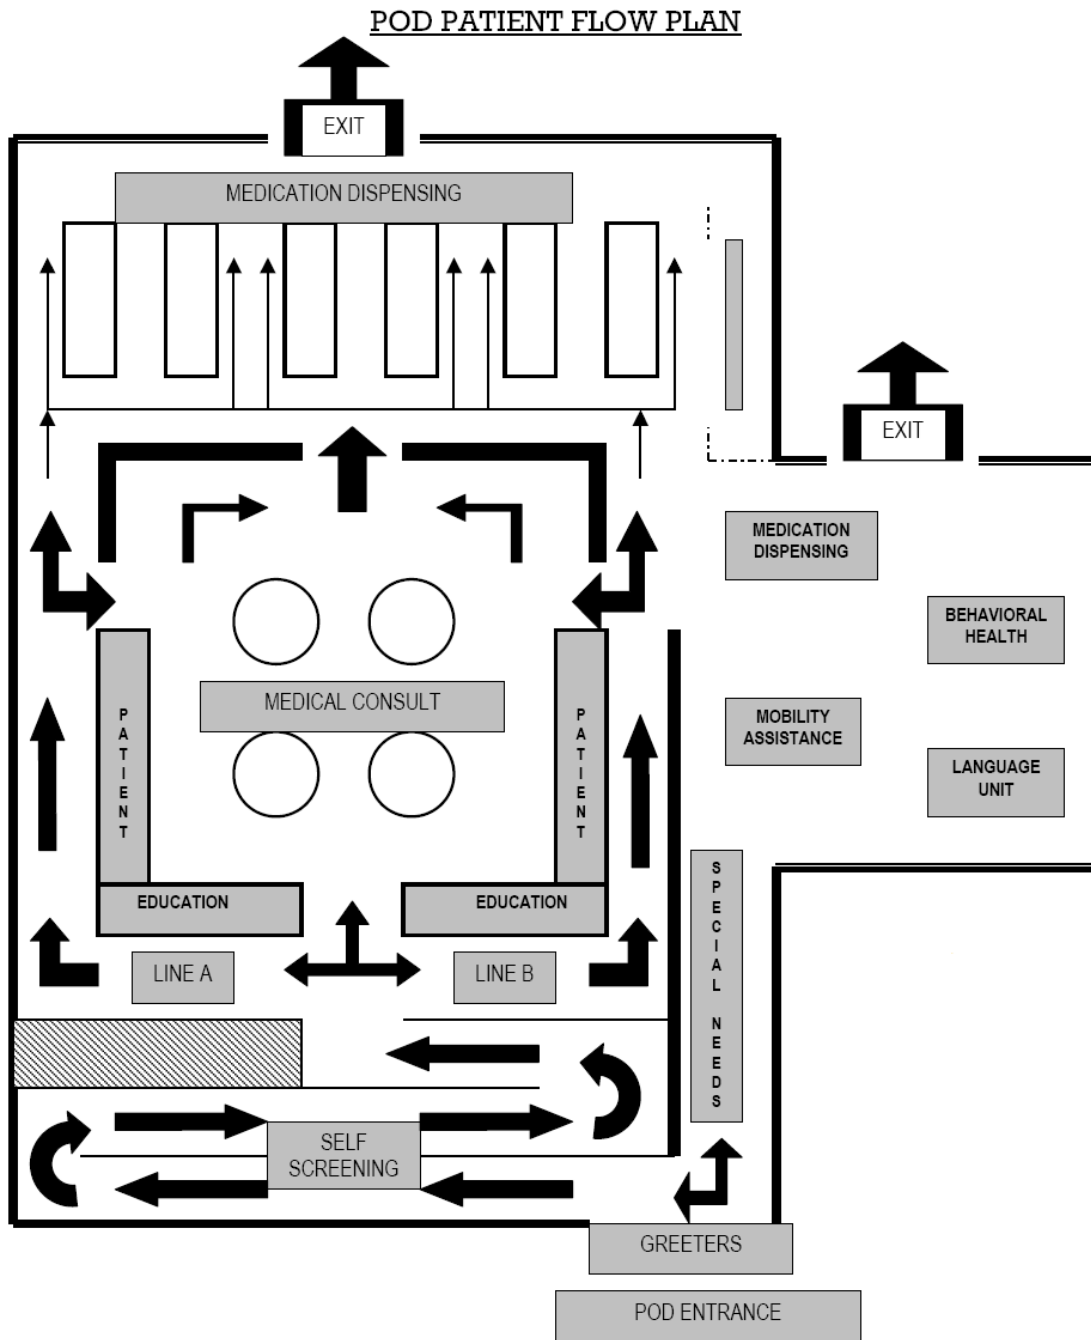 POD PATIENT FLOW PLAN
EXIT
MEDICATION DISPENSING
EXIT
MEDICATION
DISPENSING
BEHAVIORAL
HEALTH
MEDICAL CONSULT
PATIENT
PATIENT
MOBILITY
ASSISTANCE
LANGUAGE
UNIT
EDUCATION
EDUCATION
SPECIAL NEEDS
LINE A
LINE B
SELF
SCREENING
GREETERS
POD ENTRANCE